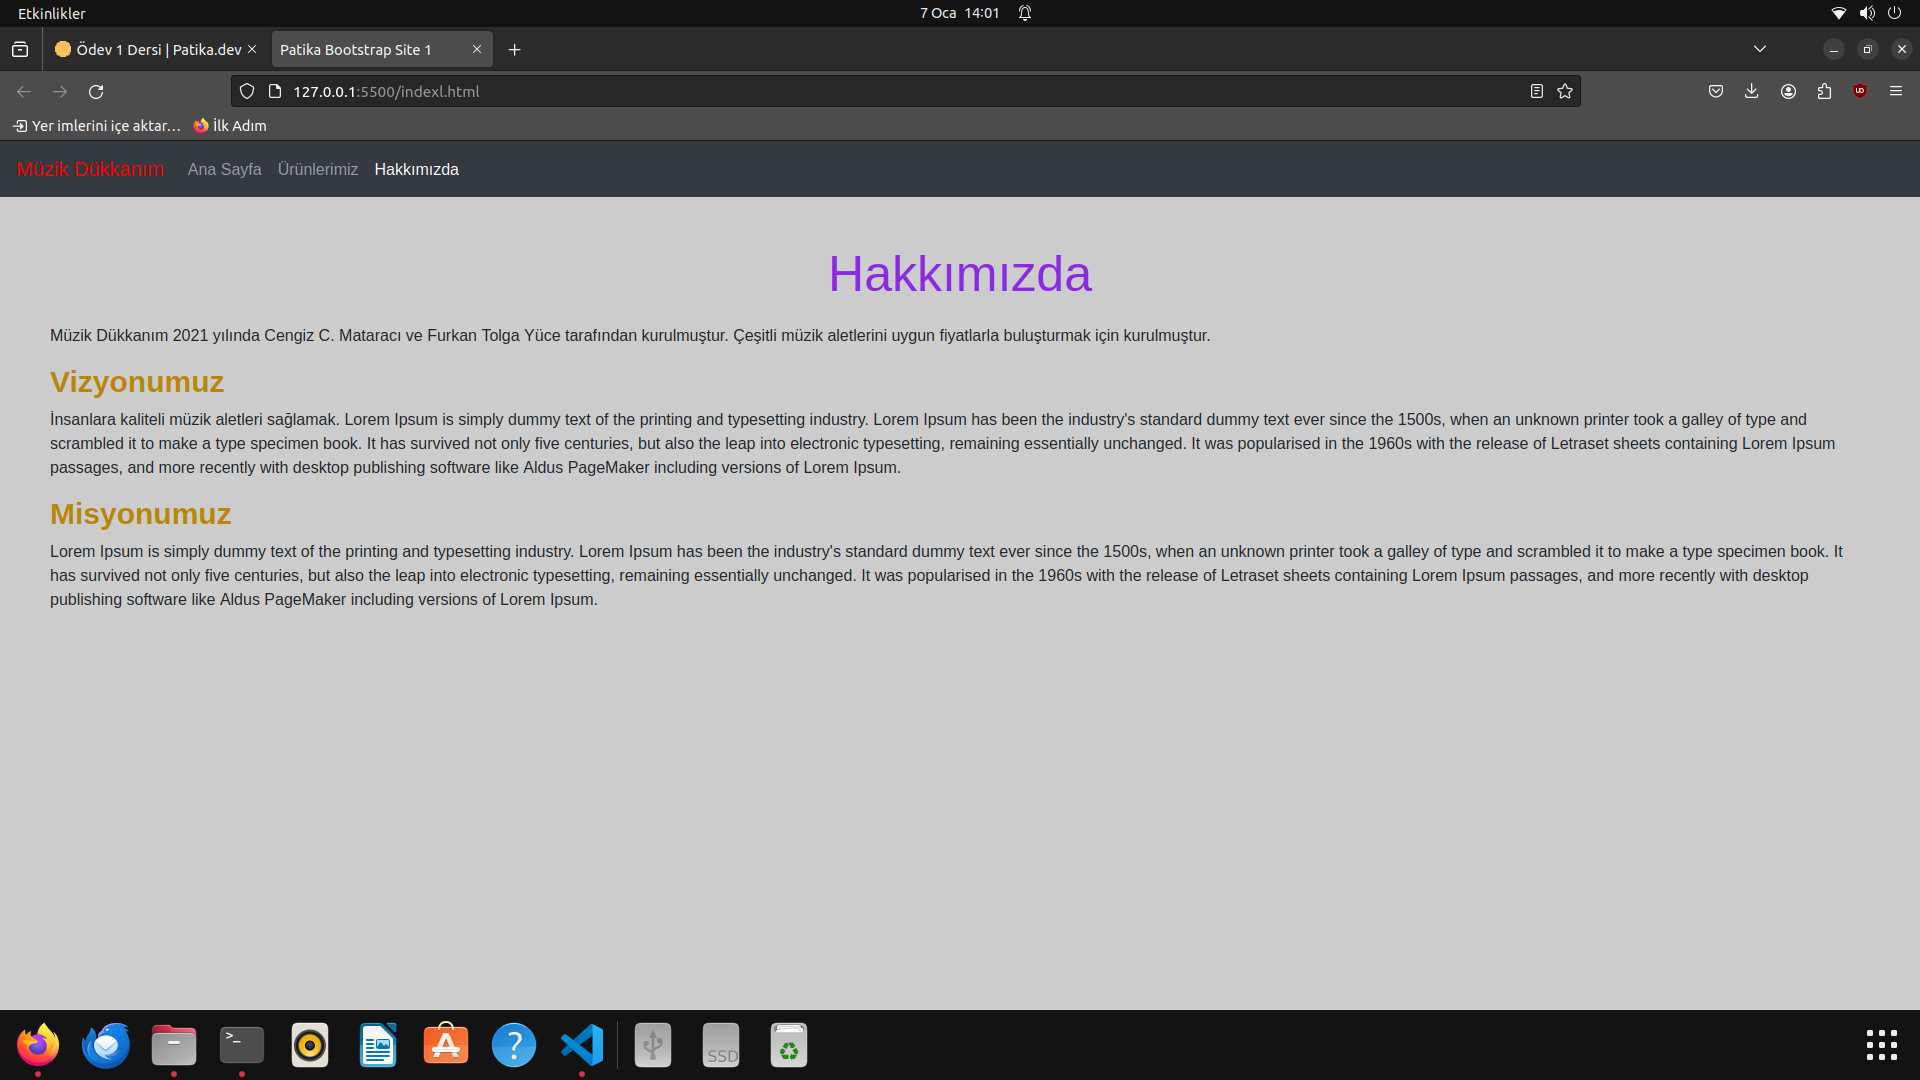 Etkinlikler
7 Oca 14:01
Ödev 1 Dersi | Patika.dev
Patika Bootstrap Site 1
127.0.0.1:5500/indexl.html
Yer imlerini içe aktar…
İlk Adım
Müzik Dükkanım
Ana Sayfa
Ürünlerimiz
Hakkımızda
Hakkımızda
Müzik Dükkanım 2021 yılında Cengiz C. Mataracı ve Furkan Tolga Yüce tarafından kurulmuştur. Çeşitli müzik aletlerini uygun fiyatlarla buluşturmak için kurulmuştur.
Vizyonumuz
İnsanlara kaliteli müzik aletleri sağlamak. Lorem Ipsum is simply dummy text of the printing and typesetting industry. Lorem Ipsum has been the industry's standard dummy text ever since the 1500s, when an unknown printer took a galley of type and
scrambled it to make a type specimen book. It has survived not only five centuries, but also the leap into electronic typesetting, remaining essentially unchanged. It was popularised in the 1960s with the release of Letraset sheets containing Lorem Ipsum
passages, and more recently with desktop publishing software like Aldus PageMaker including versions of Lorem Ipsum.
Misyonumuz
Lorem Ipsum is simply dummy text of the printing and typesetting industry. Lorem Ipsum has been the industry's standard dummy text ever since the 1500s, when an unknown printer took a galley of type and scrambled it to make a type specimen book. It
has survived not only five centuries, but also the leap into electronic typesetting, remaining essentially unchanged. It was popularised in the 1960s with the release of Letraset sheets containing Lorem Ipsum passages, and more recently with desktop
publishing software like Aldus PageMaker including versions of Lorem Ipsum.
SSD